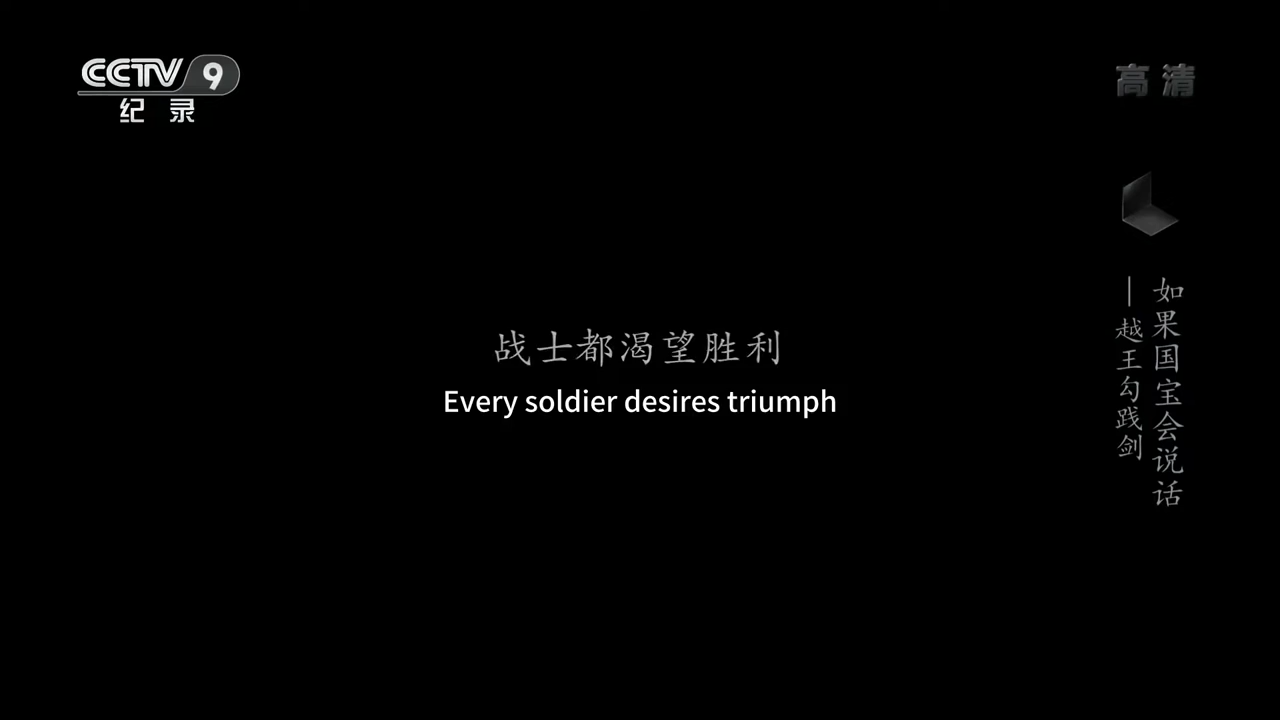 CCTV 9
纪录
高清
战士都渴望胜利
Every soldier desires triumph
如果国宝会说话
—越王勾践剑